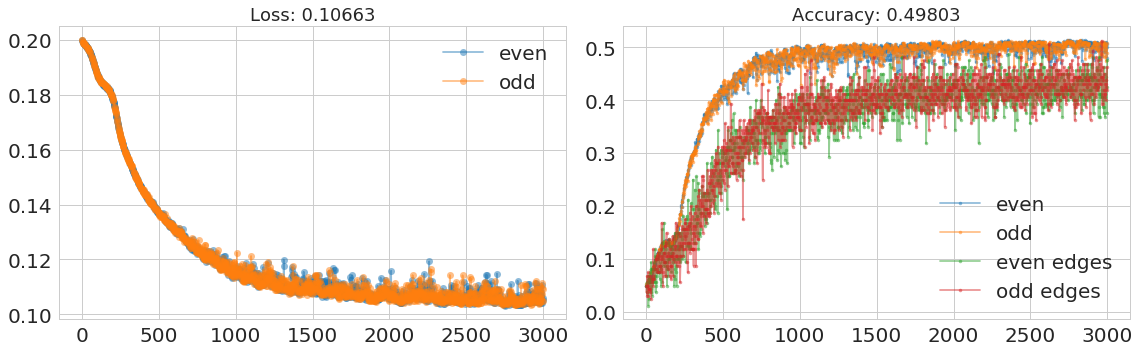 Loss: 0.10663
0.20
0.18
0.16
0.14
0.12
0.10
0 500 1000 1500 2000 2500 3000
even
odd
Accuracy: 0.49803
0.5
0.4
0.3
0.2
0.1
0.0
0 500 1000 1500 2000 2500 3000
even
odd
even edges
odd edges